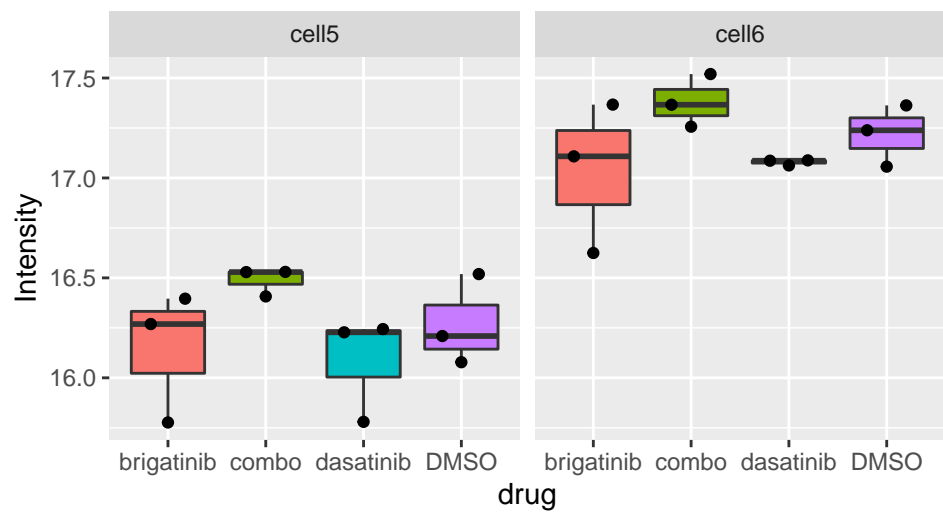 cell5
cell6
Intensity
17.5
17.0
16.5
16.0
brigatinib combo dasatinib DMSO
brigatinib combo dasatinib DMSO
drug